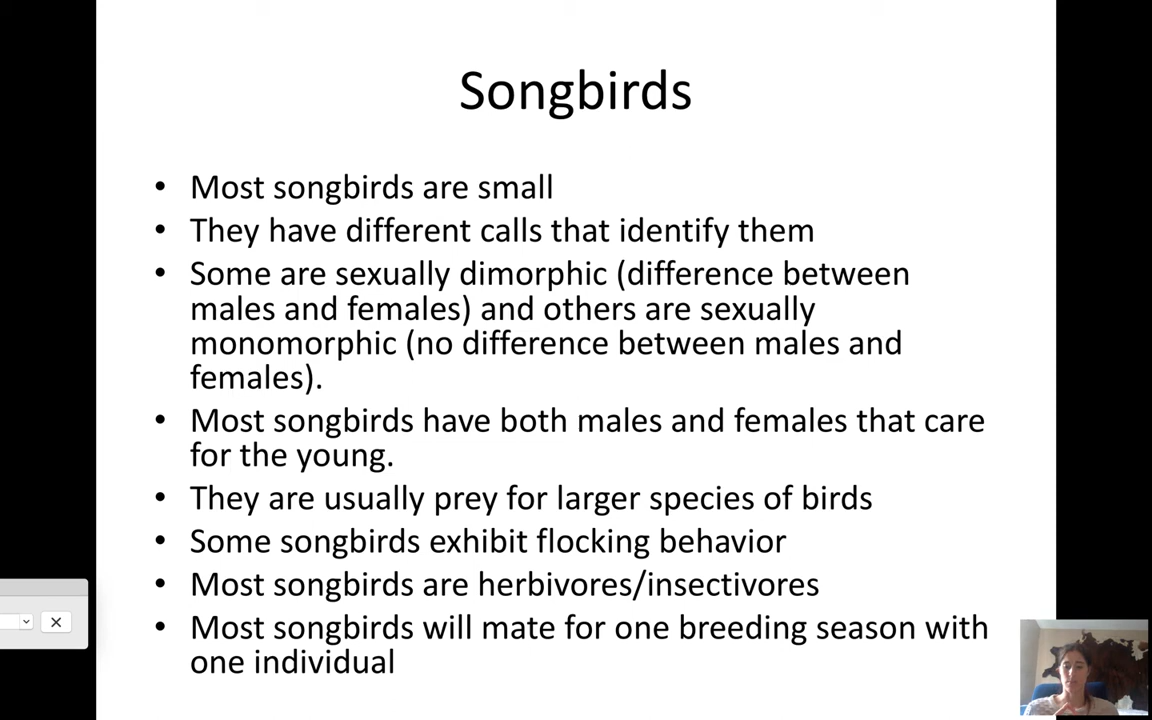 Songbirds
• Most songbirds are small
• They have different calls that identify them
• Some are sexually dimorphic (difference between
males and females) and others are sexually
monomorphic (no difference between males and
females).
• Most songbirds have both males and females that care
for the young.
• They are usually prey for larger species of birds
• Some songbirds exhibit flocking behavior
• Most songbirds are herbivores/insectivores
• Most songbirds will mate for one breeding season with
one individual